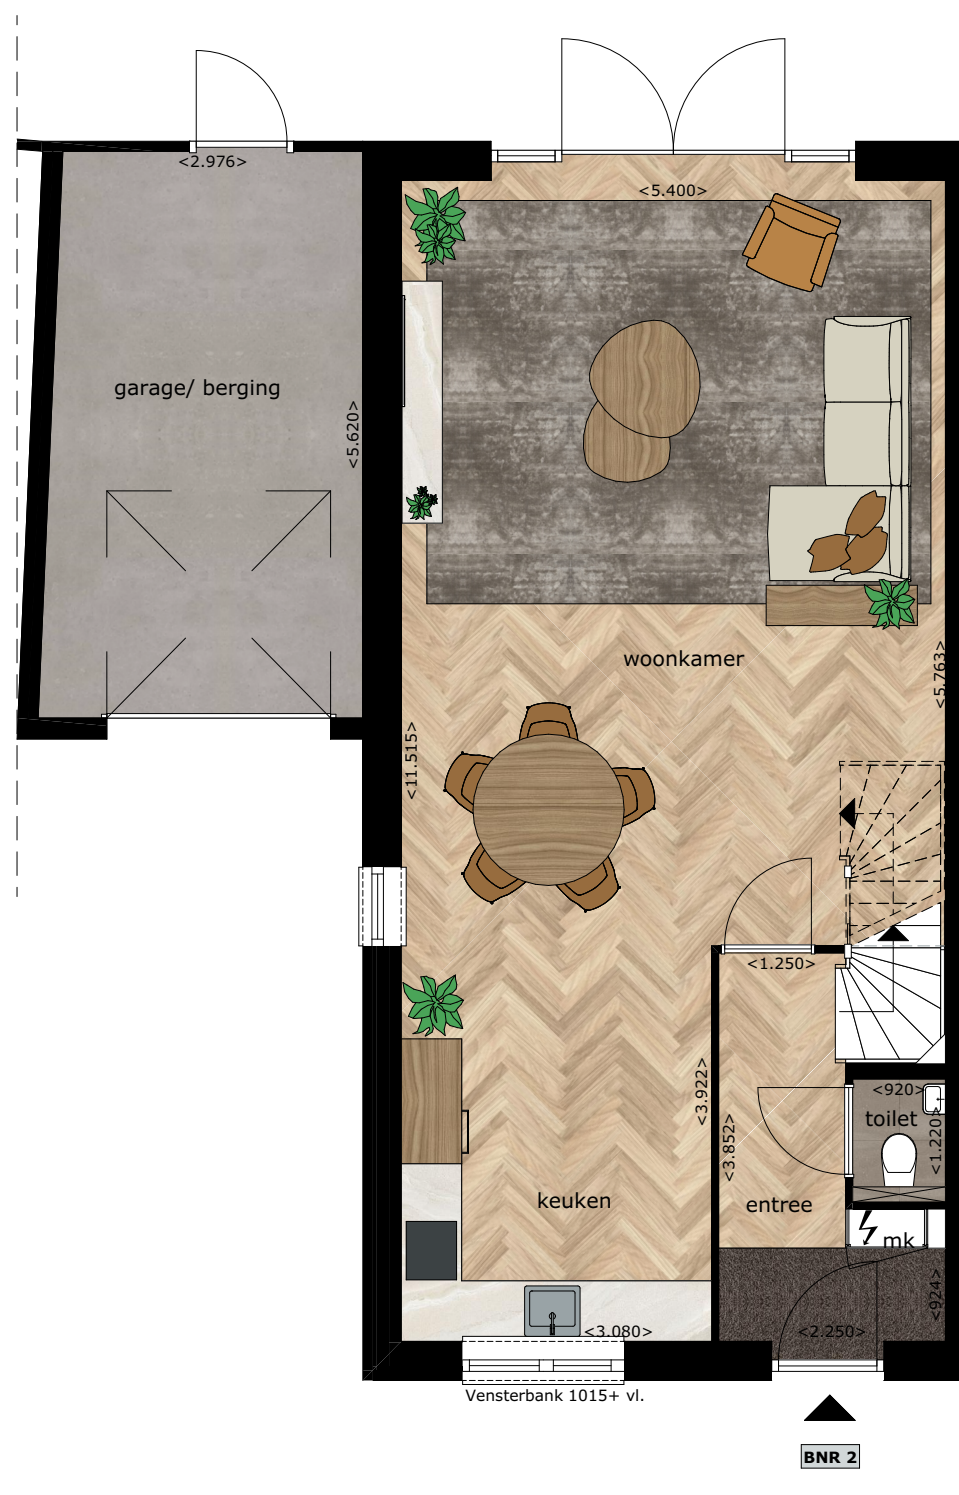 <2.976>
<5.400>
garage/ berging
<5.620>
woonkamer
<5.763>
<11.515>
<1.250>
<3.922>
<3.852>
<920>
toilet
<1.220>
keuken
entree
mk
<924>
<3.080>
<2.250>
Vensterbank 1015+ vl.
BNR 2